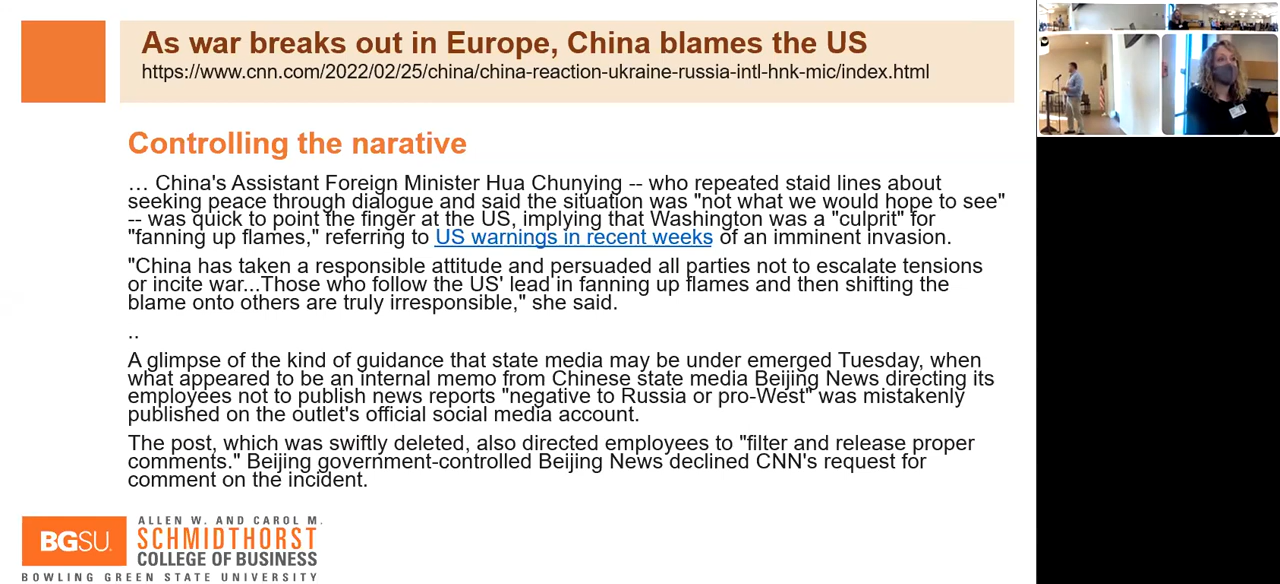 As war breaks out in Europe, China blames the US
https://www.cnn.com/2022/02/25/china/china-reaction-ukraine-russia-intl-hnk-mic/index.html
Controlling the narative
… China's Assistant Foreign Minister Hua Chunying -- who repeated staid lines about
seeking peace through dialogue and said the situation was "not what we would hope to see"
-- was quick to point the finger at the US, implying that Washington was a "culprit" for
"fanning up flames," referring to US warnings in recent weeks of an imminent invasion.
"China has taken a responsible attitude and persuaded all parties not to escalate tensions
or incite war...Those who follow the US' lead in fanning up flames and then shifting the
blame onto others are truly irresponsible," she said.
..
A glimpse of the kind of guidance that state media may be under emerged Tuesday, when
what appeared to be an internal memo from Chinese state media Beijing News directing its
employees not to publish news reports "negative to Russia or pro-West" was mistakenly
published on the outlet's official social media account.
The post, which was swiftly deleted, also directed employees to "filter and release proper
comments." Beijing government-controlled Beijing News declined CNN's request for
comment on the incident.
BGSU.
ALLEN W. AND CAROL M.
SCHMIDTHORST
COLLEGE OF BUSINESS
BOWLING GREEN STATE UNIVERSITY